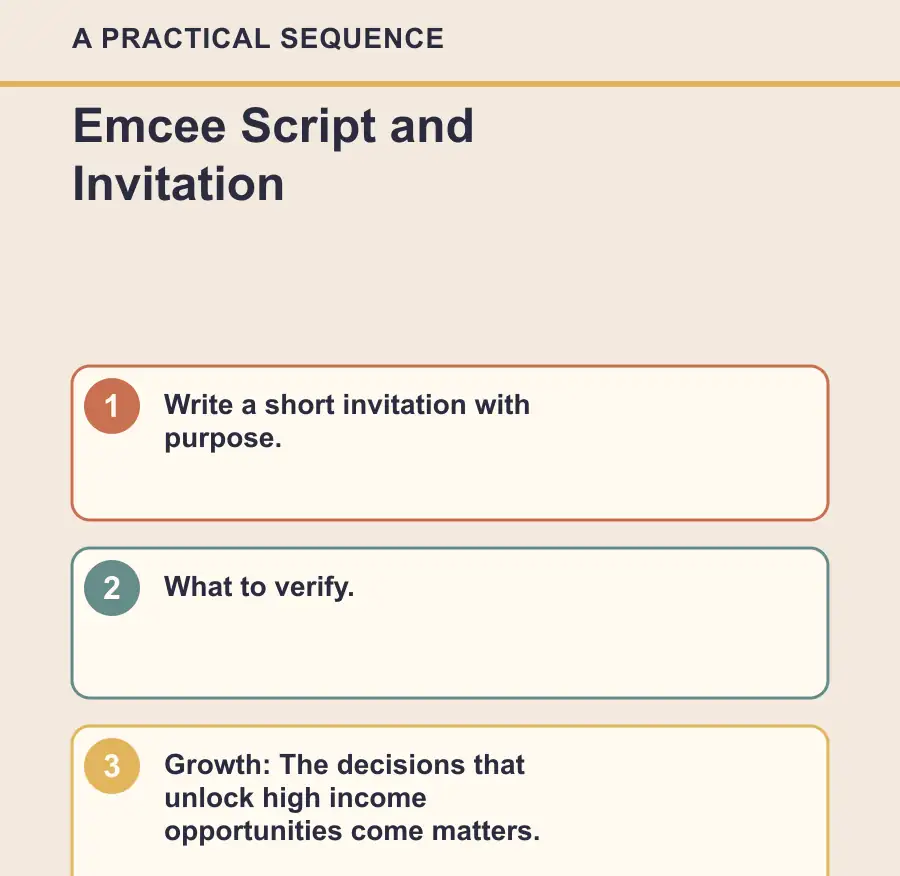 A PRACTICAL SEQUENCE
Emcee Script and
Invitation
1
Write a short invitation with
purpose.
2
What to verify.
3
Growth: The decisions that
unlock high income
opportunities come matters.